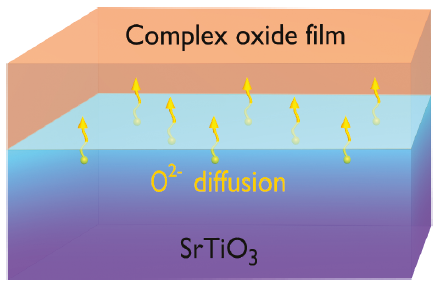 Complex oxide film
O²⁻ diffusion
SrTiO₃